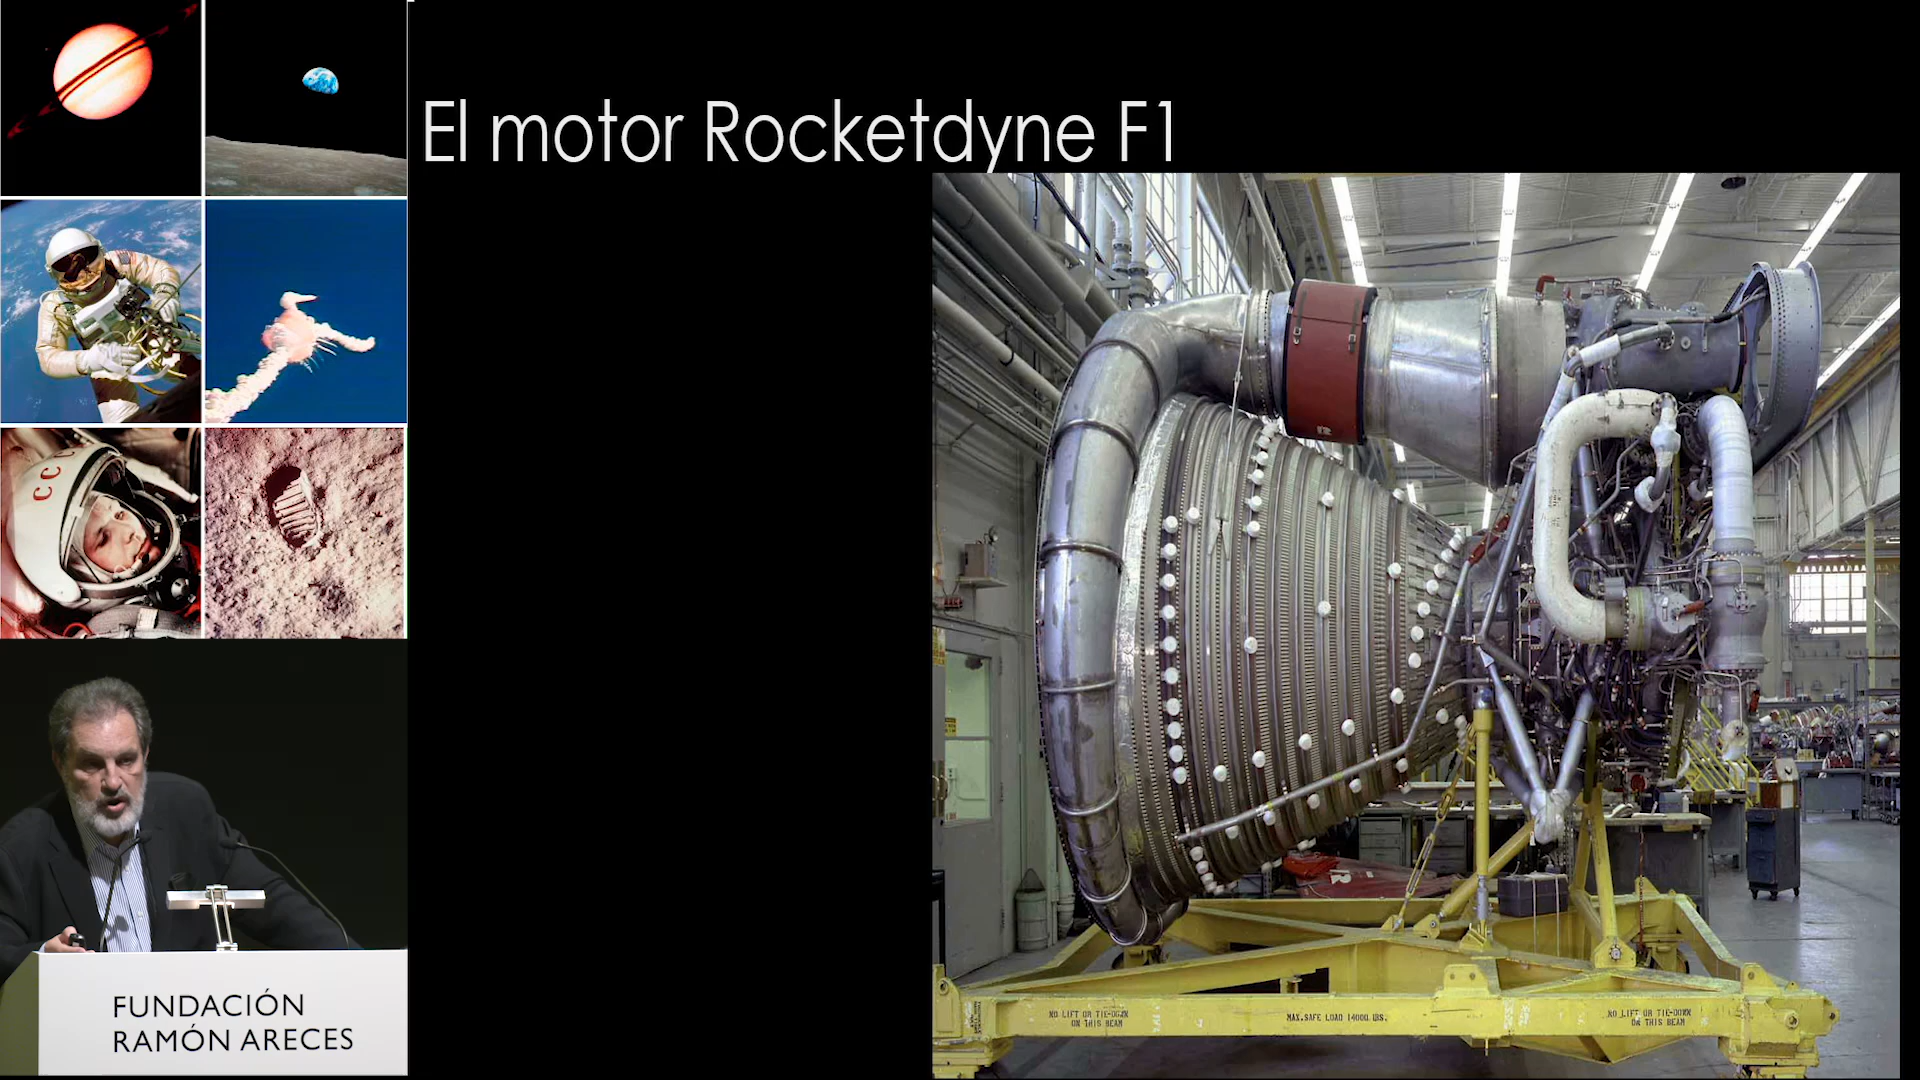 El motor Rocketdyne F1
CCC
NO LIFT OR TIE-DOWN
ON THIS BEAM
MAX. SAFE LOAD 14000 LBS.
NO LIFT OR TIE-DOWN
ON THIS BEAM
FUNDACIÓN
RAMÓN ARECES